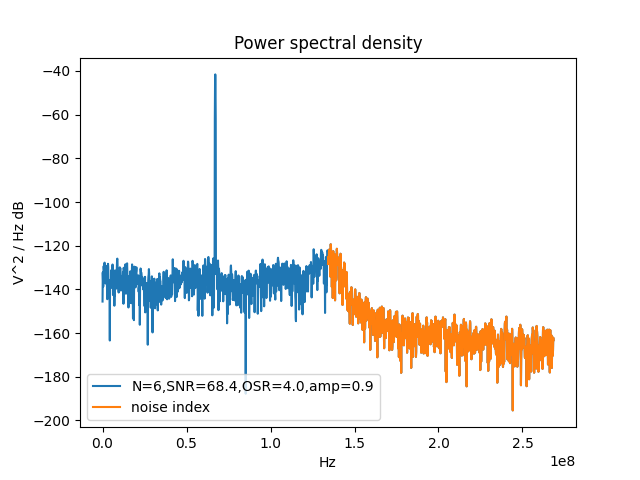 Power spectral density
V^2 / Hz dB
−40
−60
−80
−100
−120
−140
−160
−180
−200
N=6,SNR=68.4,OSR=4.0,amp=0.9
noise index
0.0 0.5 1.0 1.5 2.0 2.5
1e8
Hz